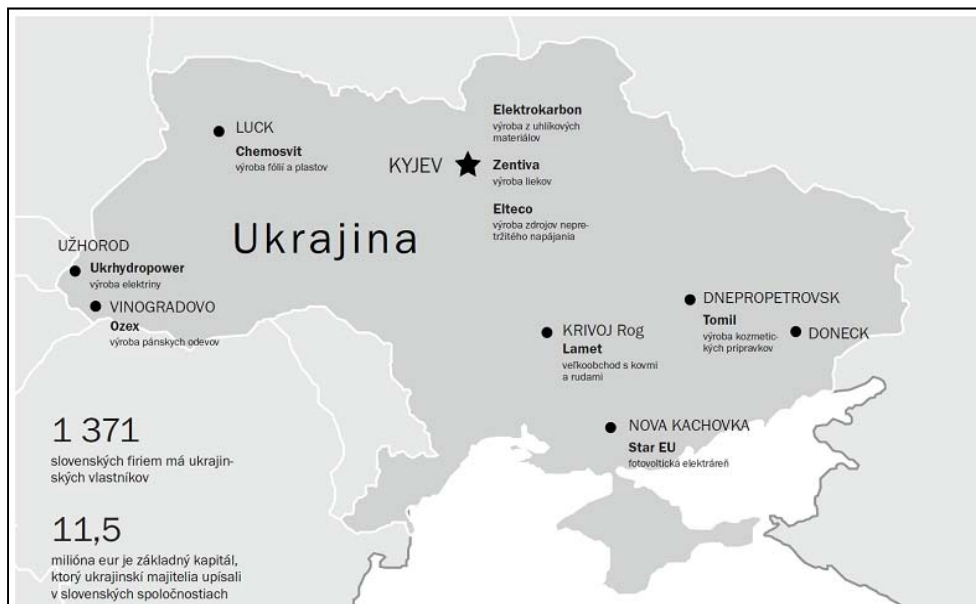 LUCK
Chemosvit
výroba fólií a plastov
KYJEV
Elektrokarbon
výroba z uhlíkových
materiálov
Zentiva
výroba liekov
Elteco
výroba zdrojov nepre-
tržitého napájania
Ukrajina
UŽHOROD
Ukrhydropower
výroba elektriny
VINOGRADOVO
Ozex
výroba pánskych odevov
KRIVOJ Rog
Lamet
veľkoobchod s kovmi
a rudami
DNEPROPETROVSK
Tomil
výroba kozmetic-
kých prípravkov
DONECK
NOVA KACHOVKA
Star EU
fotovoltická elektráreň
1 371
slovenských firiem má ukrajin-
ských vlastníkov
11,5
milióna eur je základný kapitál,
ktorý ukrajinskí majitelia upísali
v slovenských spoločnostiach